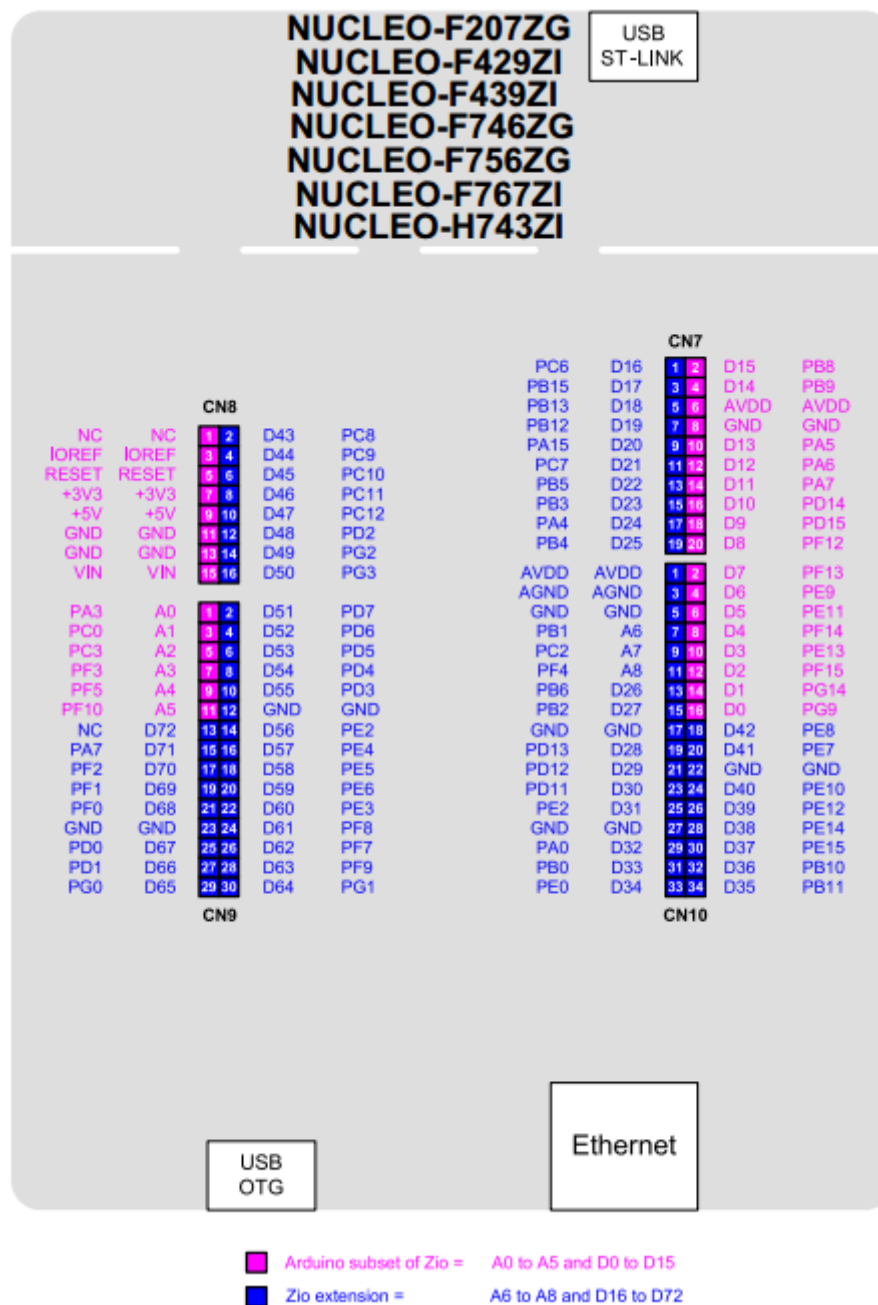 NUCLEO-F207ZG
NUCLEO-F429ZI
NUCLEO-F439ZI
NUCLEO-F746ZG
NUCLEO-F756ZG
NUCLEO-F767ZI
NUCLEO-H743ZI
USB
ST-LINK
CN8
NC NC 1 2 D43 PC8
IOREF IOREF 3 4 D44 PC9
RESET RESET 5 6 D45 PC10
+3V3 +3V3 7 8 D46 PC11
+5V +5V 9 10 D47 PC12
GND GND 11 12 D48 PD2
GND GND 13 14 D49 PG2
VIN VIN 15 16 D50 PG3
PA3 A0 1 2 D51 PD7
PC0 A1 3 4 D52 PD6
PC3 A2 5 6 D53 PD5
PF3 A3 7 8 D54 PD4
PF5 A4 9 10 D55 PD3
PF10 A5 11 12 GND GND
NC D72 13 14 D56 PE2
PA7 D71 15 16 D57 PE4
PF2 D70 17 18 D58 PE5
PF1 D69 19 20 D59 PE6
PF0 D68 21 22 D60 PE3
GND GND 23 24 D61 PF8
PD0 D67 25 26 D62 PF7
PD1 D66 27 28 D63 PF9
PG0 D65 29 30 D64 PG1
CN9
CN7
PC6 D16 1 2 D15 PB8
PB15 D17 3 4 D14 PB9
PB13 D18 5 6 AVDD AVDD
PB12 D19 7 8 GND GND
PA15 D20 9 10 D13 PA5
PC7 D21 11 12 D12 PA6
PB5 D22 13 14 D11 PA7
PB3 D23 15 16 D10 PD14
PA4 D24 17 18 D9 PD15
PB4 D25 19 20 D8 PF12
AVDD AVDD 1 2 D7 PF13
AGND AGND 3 4 D6 PE9
GND GND 5 6 D5 PE11
PB1 A6 7 8 D4 PF14
PC2 A7 9 10 D3 PE13
PF4 A8 11 12 D2 PF15
PB6 D26 13 14 D1 PG14
PB2 D27 15 16 D0 PG9
GND GND 17 18 D42 PE8
PD13 D28 19 20 D41 PE7
PD12 D29 21 22 GND GND
PD11 D30 23 24 D40 PE10
PE2 D31 25 26 D39 PE12
GND GND 27 28 D38 PE14
PA0 D32 29 30 D37 PE15
PB0 D33 31 32 D36 PB10
PE0 D34 33 34 D35 PB11
CN10
USB
OTG
Ethernet
Arduino subset of Zio = A0 to A5 and D0 to D15
Zio extension = A6 to A8 and D16 to D72